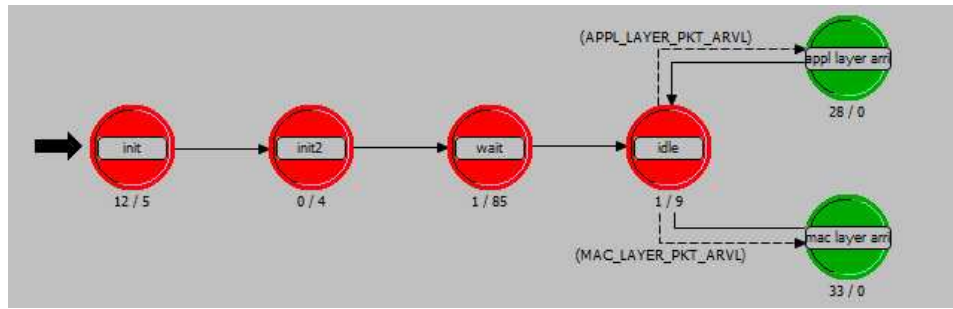 (APPL_LAYER_PKT_ARVL)
appl layer arri
28 / 0
init
init2
wait
idle
12 / 5
0 / 4
1 / 85
1 / 9
mac layer arri
(MAC_LAYER_PKT_ARVL)
33 / 0